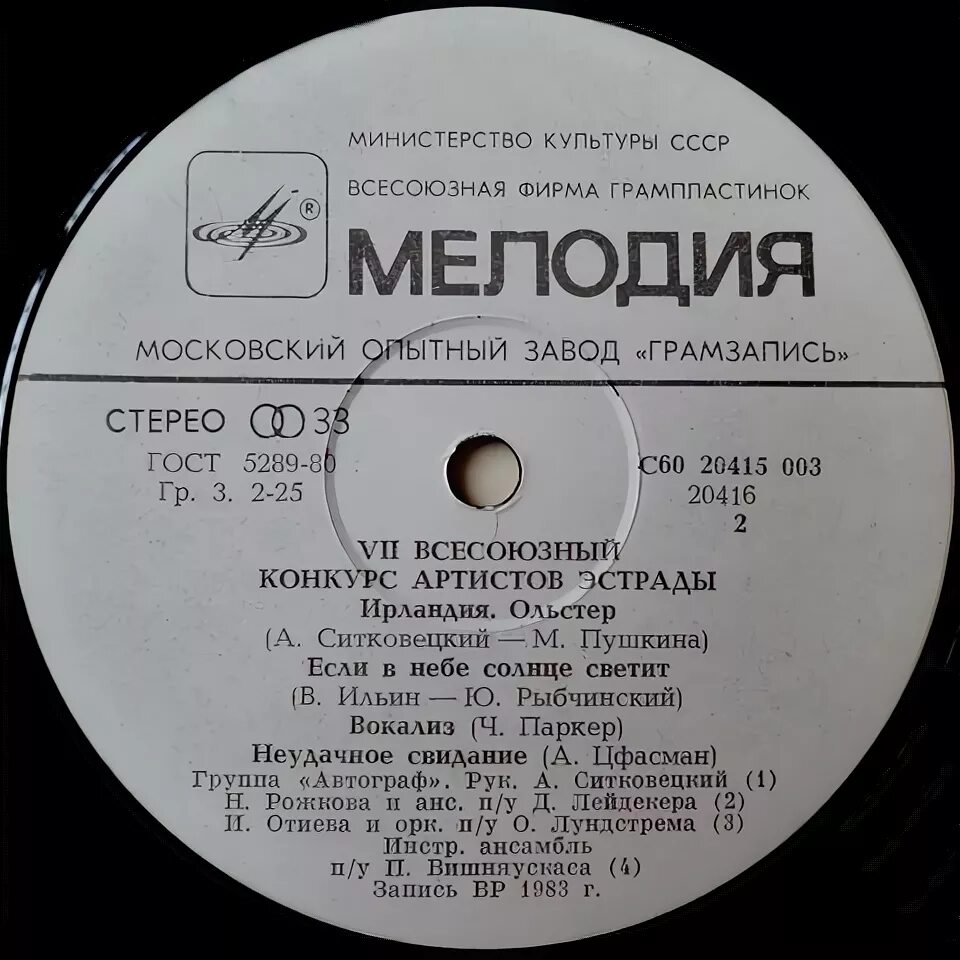 МИНИСТЕРСТВО КУЛЬТУРЫ СССР
ВСЕСОЮЗНАЯ ФИРМА ГРАМПЛАСТИНОК
®
МЕЛОДИЯ
МОСКОВСКИЙ ОПЫТНЫЙ ЗАВОД «ГРАМЗАПИСЬ»
СТЕРЕО 33
ГОСТ 5289-80
Гр. 3. 2-25
С60 20415 003
20416
2
VII ВСЕСОЮЗНЫЙ
КОНКУРС АРТИСТОВ ЭСТРАДЫ
Ирландия. Ольстер
(А. Ситковецкий — М. Пушкина)
Если в небе солнце светит
(В. Ильин — Ю. Рыбчинский)
Вокализ (Ч. Паркер)
Неудачное свидание (А. Цфасман)
Группа «Автограф». Рук. А. Ситковецкий (1)
Н. Рожкова и анс. п/у Д. Лейдекера (2)
И. Отиева и орк. п/у О. Лундстрема (3)
Инстр. ансамбль
п/у П. Вишняускаса (4)
Запись ВР 1983 г.